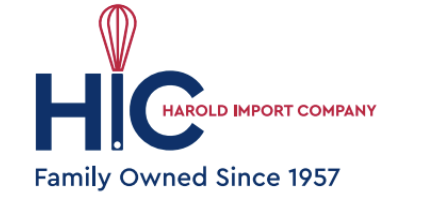 HIC
HAROLD IMPORT COMPANY
Family Owned Since 1957